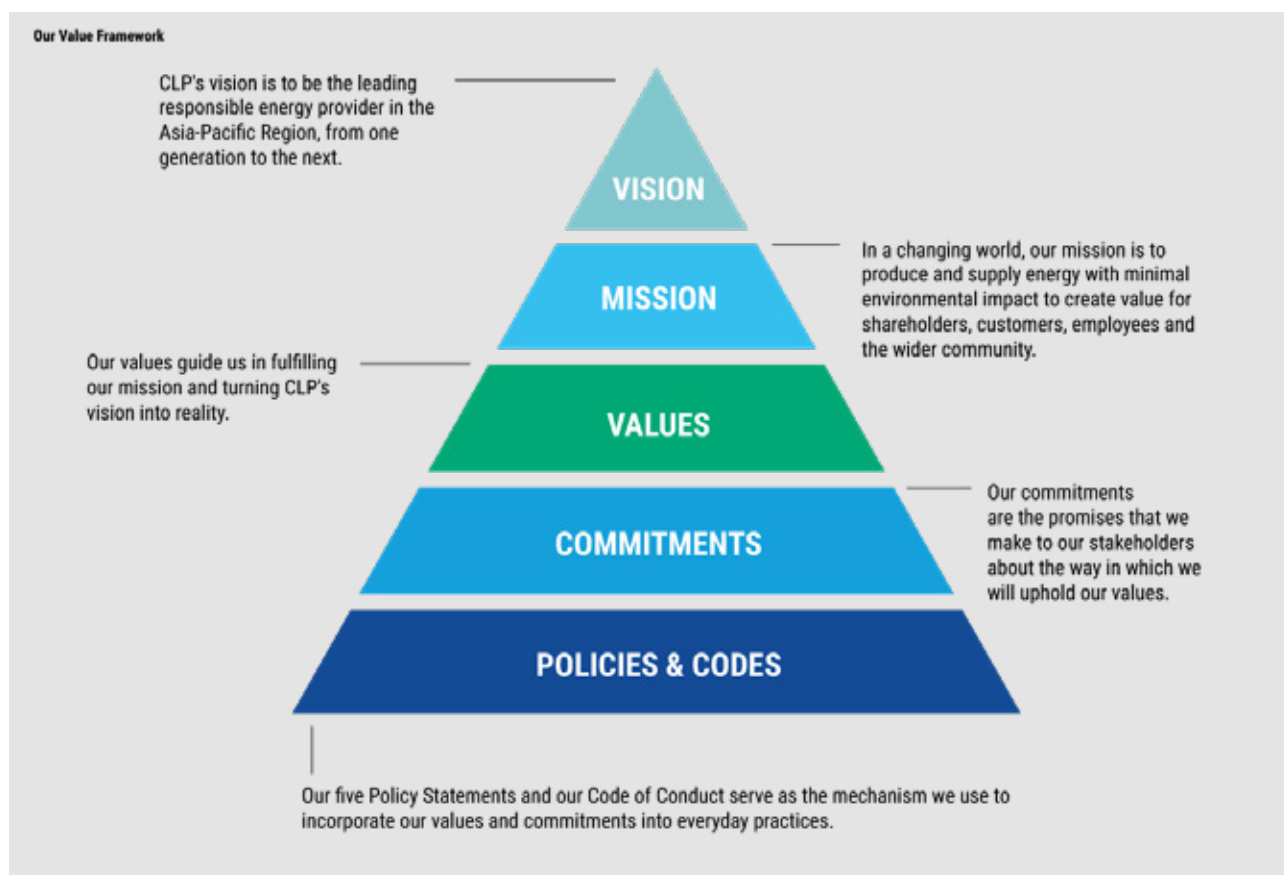 Our Value Framework
CLP's vision is to be the leading
responsible energy provider in the
Asia-Pacific Region, from one
generation to the next.
VISION
In a changing world, our mission is to
produce and supply energy with minimal
environmental impact to create value for
shareholders, customers, employees and
the wider community.
MISSION
Our values guide us in fulfilling
our mission and turning CLP's
vision into reality.
VALUES
Our commitments
are the promises that we
make to our stakeholders
about the way in which we
will uphold our values.
COMMITMENTS
POLICIES & CODES
Our five Policy Statements and our Code of Conduct serve as the mechanism we use to
incorporate our values and commitments into everyday practices.